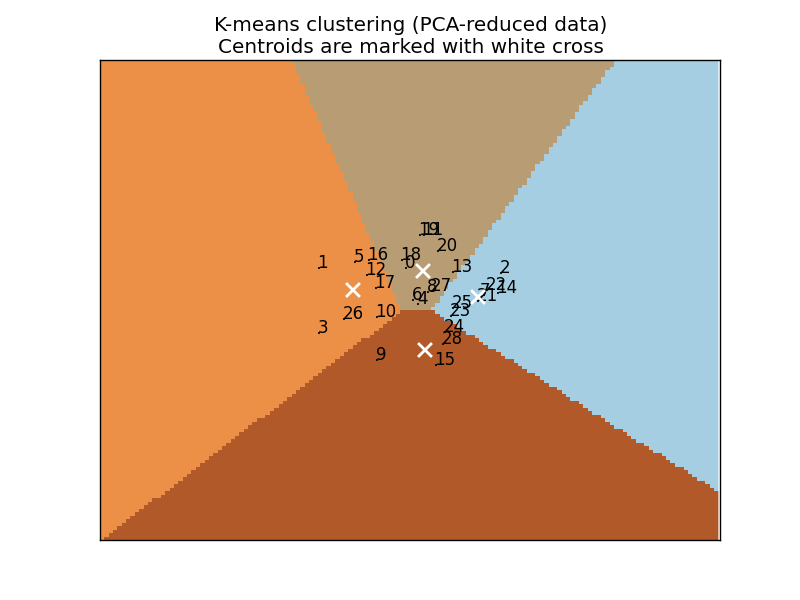 K-means clustering (PCA-reduced data)
Centroids are marked with white cross
19 11
20
5 16 18
1 0 13 2
12
17 8 27 22 14
6 4 7 21
25
26 10 23
3 24
28
9 15